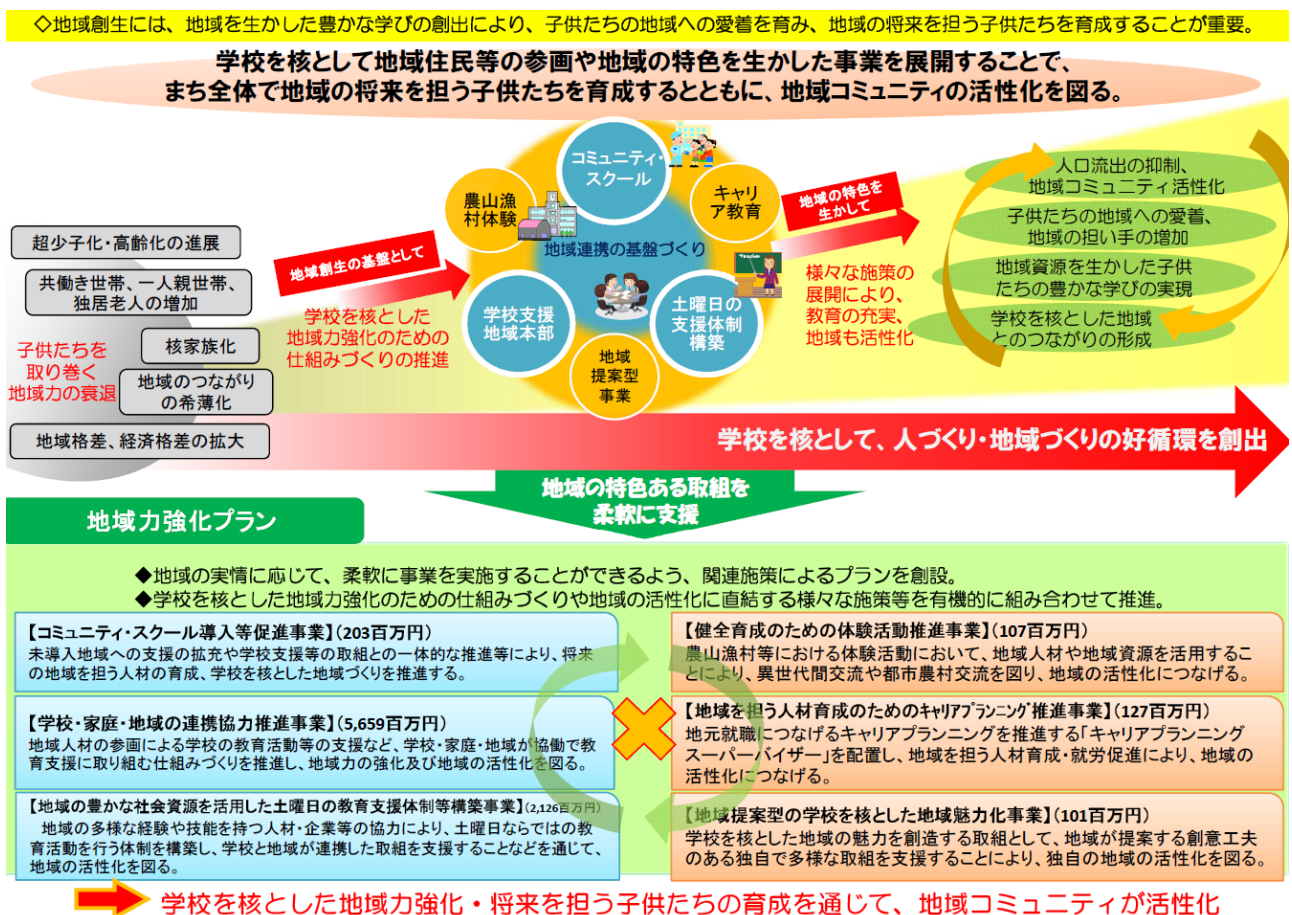 ◇地域創生には、地域を生かした豊かな学びの創出により、子供たちの地域への愛着を育み、地域の将来を担う子供たちを育成することが重要。
学校を核として地域住民等の参画や地域の特色を生かした事業を展開することで、
まち全体で地域の将来を担う子供たちを育成するとともに、地域コミュニティの活性化を図る。
超少子化・高齢化の進展
共働き世帯、一人親世帯、
独居老人の増加
核家族化
地域のつながり
の希薄化
地域格差、経済格差の拡大
子供たちを
取り巻く
地域力の衰退
地域創生の基盤として
学校を核とした
地域力強化のための
仕組みづくりの推進
コミュニティ・
スクール
農山漁
村体験
キャリ
ア教育
地域連携の基盤づくり
学校支援
地域本部
土曜日の
支援体制
構築
地域
提案型
事業
地域の特色を
生かして
様々な施策の
展開により、
教育の充実、
地域も活性化
人口流出の抑制、
地域コミュニティ活性化
子供たちの地域への愛着、
地域の担い手の増加
地域資源を生かした子供
たちの豊かな学びの実現
学校を核とした地域
とのつながりの形成
学校を核として、人づくり・地域づくりの好循環を創出
地域の特色ある取組を
柔軟に支援
地域力強化プラン
◆地域の実情に応じて、柔軟に事業を実施することができるよう、関連施策によるプランを創設。
◆学校を核とした地域力強化のための仕組みづくりや地域の活性化に直結する様々な施策等を有機的に組み合わせて推進。
【コミュニティ・スクール導入等促進事業】(203百万円)
未導入地域への支援の拡充や学校支援等の取組との一体的な推進等により、将来
の地域を担う人材の育成、学校を核とした地域づくりを推進する。
【学校・家庭・地域の連携協力推進事業】(5,659百万円)
地域人材の参画による学校の教育活動等の支援など、学校・家庭・地域が協働で教
育支援に取り組む仕組みづくりを推進し、地域力の強化及び地域の活性化を図る。
【地域の豊かな社会資源を活用した土曜日の教育支援体制等構築事業】(2,126百万円)
地域の多様な経験や技能を持つ人材・企業等の協力により、土曜日ならではの教
育活動を行う体制を構築し、学校と地域が連携した取組を支援することなどを通じて、
地域の活性化を図る。
【健全育成のための体験活動推進事業】(107百万円)
農山漁村等における体験活動において、地域人材や地域資源を活用するこ
とにより、異世代間交流や都市農村交流を図り、地域の活性化につなげる。
【地域を担う人材育成のためのキャリアプランニング推進事業】(127百万円)
地元就職につなげるキャリアプランニングを推進する「キャリアプランニング
スーパーバイザー」を配置し、地域を担う人材育成・就労促進により、地域の
活性化につなげる。
【地域提案型の学校を核とした地域魅力化事業】(101百万円)
学校を核とした地域の魅力を創造する取組として、地域が提案する創意工夫
のある独自で多様な取組を支援することにより、独自の地域の活性化を図る。
学校を核とした地域力強化・将来を担う子供たちの育成を通じて、地域コミュニティが活性化